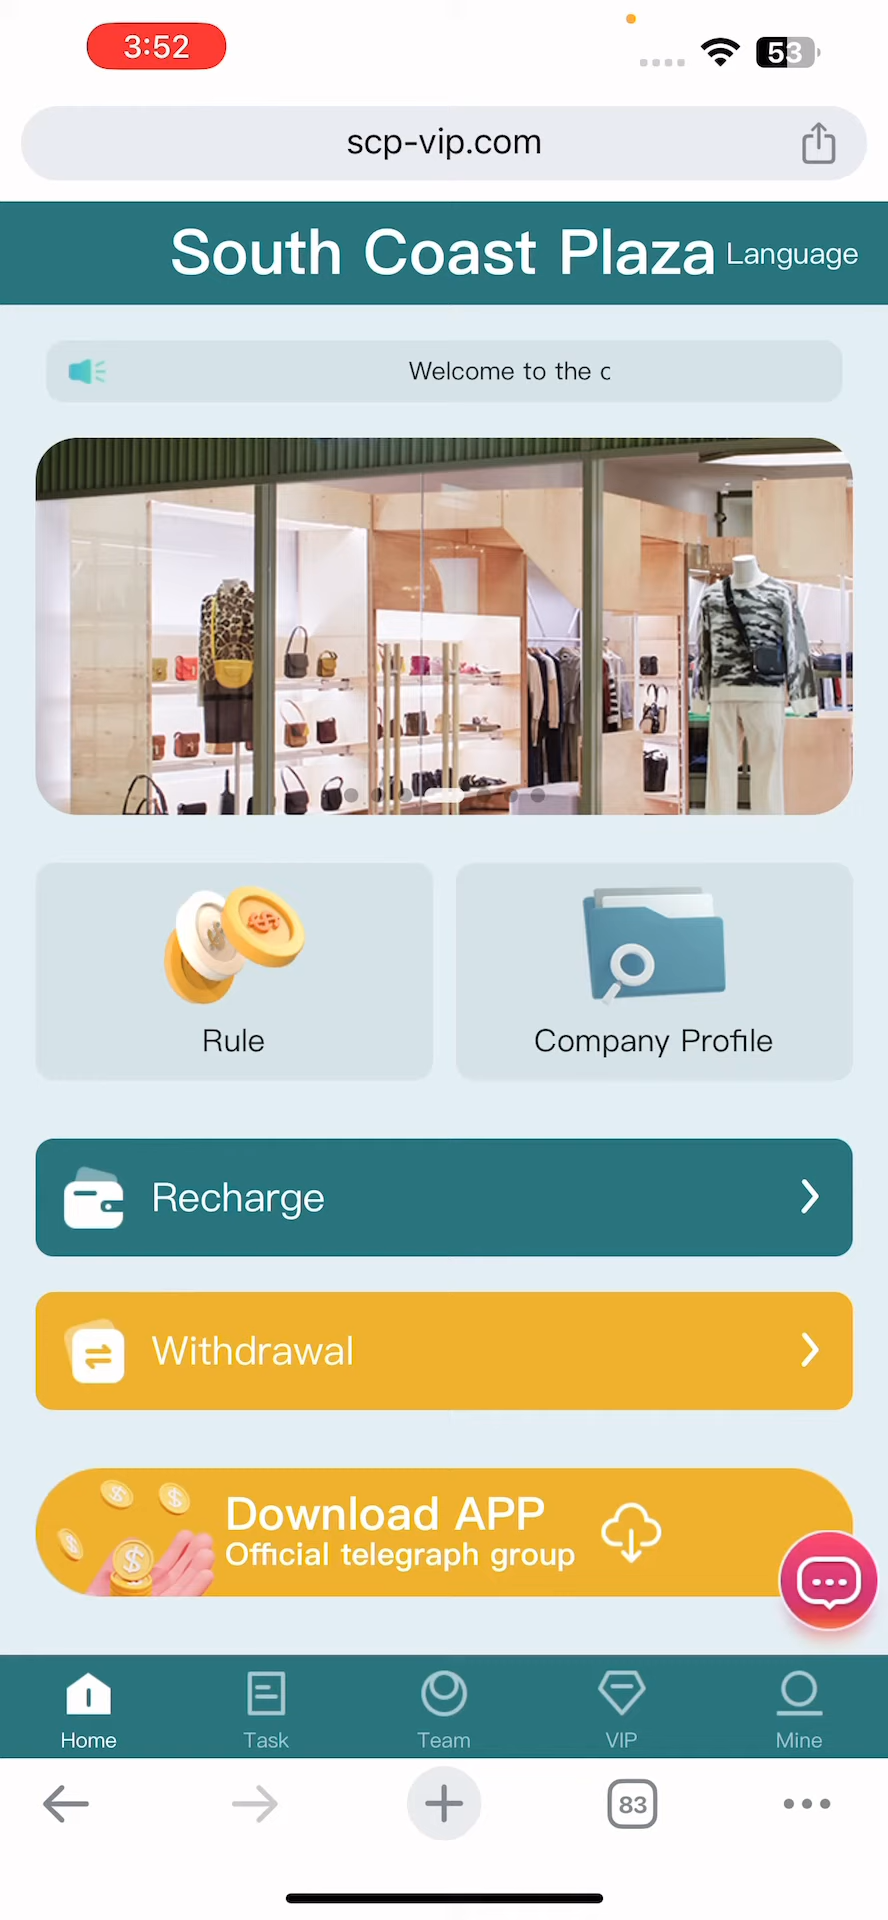 3:52
53
scp-vip.com
South Coast Plaza
Language
Welcome to the c
Rule
Company Profile
Recharge
Withdrawal
Download APP
Official telegraph group
Home
Task
Team
VIP
Mine
83